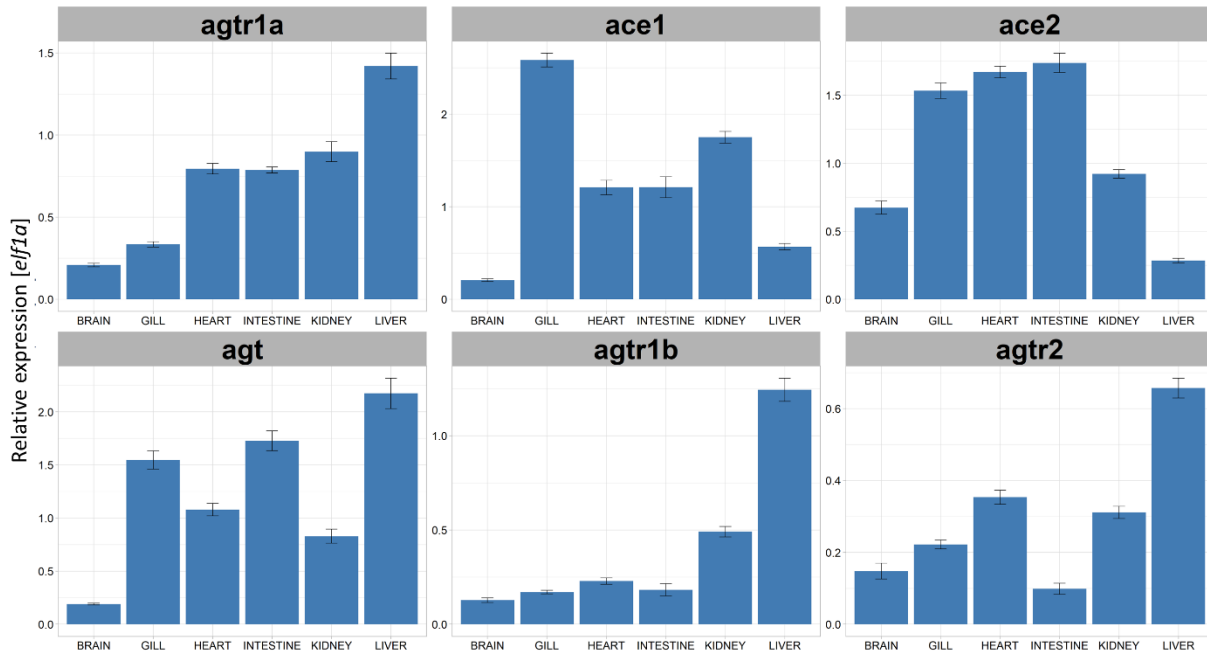 agtr1a
ace1
ace2
1.5
1.0
0.5
0.0
2
1
0
1.5
1.0
0.5
0.0
BRAIN GILL HEART INTESTINE KIDNEY LIVER
BRAIN GILL HEART INTESTINE KIDNEY LIVER
BRAIN GILL HEART INTESTINE KIDNEY LIVER
Relative expression [elf1a]
agt
agtr1b
agtr2
2.0
1.5
1.0
0.5
0.0
1.0
0.5
0.0
0.6
0.4
0.2
0.0
BRAIN GILL HEART INTESTINE KIDNEY LIVER
BRAIN GILL HEART INTESTINE KIDNEY LIVER
BRAIN GILL HEART INTESTINE KIDNEY LIVER